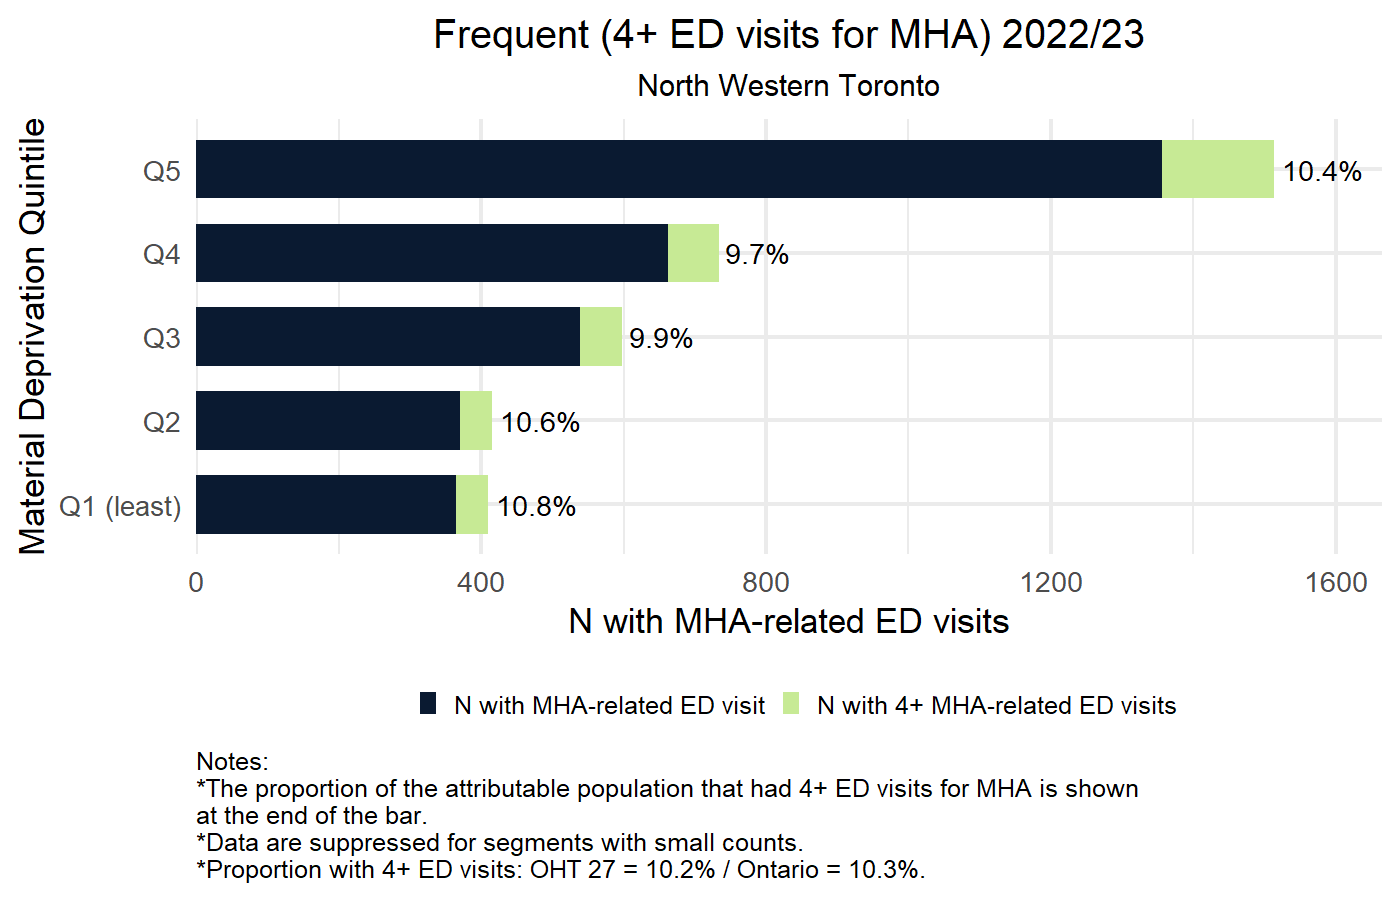 Frequent (4+ ED visits for MHA) 2022/23
North Western Toronto
Material Deprivation Quintile
Q5
10.4%
Q4
9.7%
Q3
9.9%
Q2
10.6%
Q1 (least)
10.8%
0 400 800 1200 1600
N with MHA-related ED visits
N with MHA-related ED visit N with 4+ MHA-related ED visits
Notes:
*The proportion of the attributable population that had 4+ ED visits for MHA is shown
at the end of the bar.
*Data are suppressed for segments with small counts.
*Proportion with 4+ ED visits: OHT 27 = 10.2% / Ontario = 10.3%.